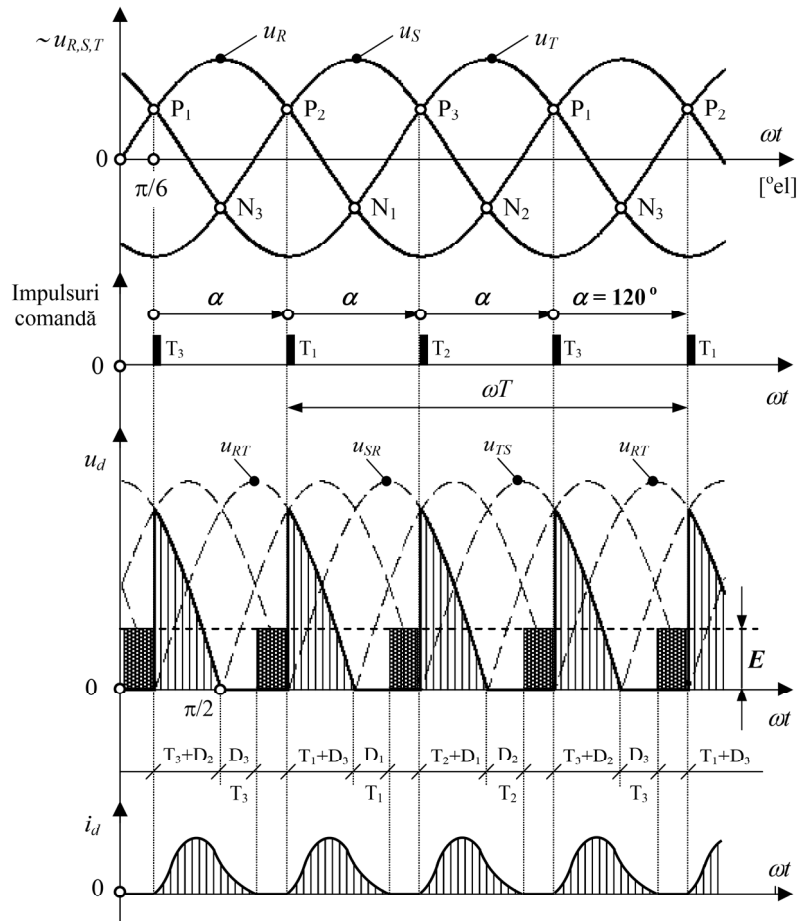 ~u_{R,S,T} u_R u_S u_T
P₁ P₂ P₃ P₁ P₂
0 ωt
π/6 [°el]
N₃ N₁ N₂ N₃
Impulsuri
comandă
α α α α = 120°
T₃ T₁ T₂ T₃ T₁
0
ωT ωt
u_d u_RT u_SR u_TS u_RT
E
0
π/2 ωt
T₃+D₂ D₃ T₁+D₃ D₁ T₂+D₁ D₂ T₃+D₂ D₃ T₁+D₃
T₃ T₁ T₂ T₃
i_d
0 ωt